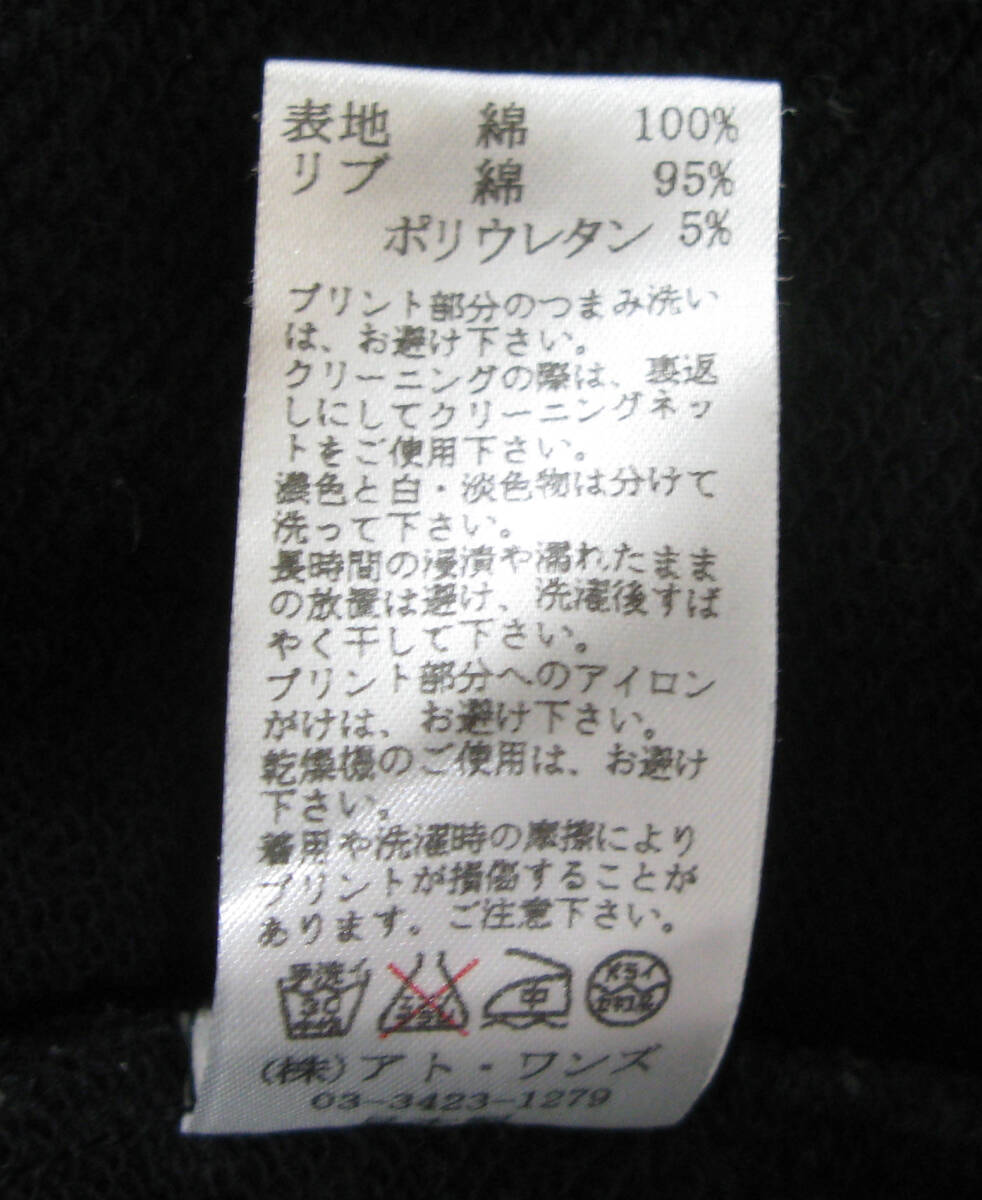 表地 綿 100%
リブ 綿 95%
ポリウレタン 5%
プリント部分のつまみ洗い
は、お避け下さい。
クリーニングの際は、裏返
しにしてクリーニングネッ
トをご使用下さい。
濃色と白・淡色物は分けて
洗って下さい。
長時間の浸漬や濡れたまま
の放置は避け、洗濯後すば
やく干して下さい。
プリント部分へのアイロン
がけは、お避け下さい。
乾燥機のご使用は、お避け
下さい。
着用や洗濯時の摩擦により
プリントが損傷することが
あります。ご注意下さい。
手洗イ 30 中 ドライ
(株)アト・ワンズ
03-3423-1279